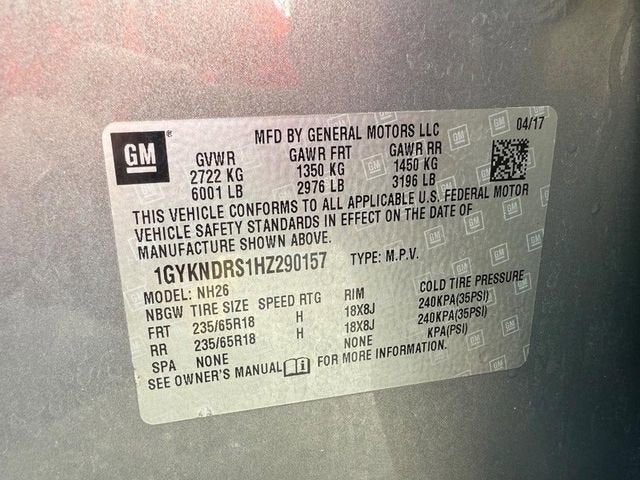 GM
MFD BY GENERAL MOTORS LLC 04/17
GVWR GAWR FRT GAWR RR
2722 KG 1350 KG 1450 KG
6001 LB 2976 LB 3196 LB
THIS VEHICLE CONFORMS TO ALL APPLICABLE U.S. FEDERAL MOTOR
VEHICLE SAFETY STANDARDS IN EFFECT ON THE DATE OF
MANUFACTURE SHOWN ABOVE.
1GYKNDRS1HZ290157 TYPE: M.P.V.
MODEL: NH26
NBGW TIRE SIZE SPEED RTG RIM COLD TIRE PRESSURE
FRT 235/65R18 H 18X8J 240KPA(35PSI)
RR 235/65R18 H 18X8J 240KPA(35PSI)
SPA NONE NONE KPA(PSI)
SEE OWNER'S MANUAL i FOR MORE INFORMATION.